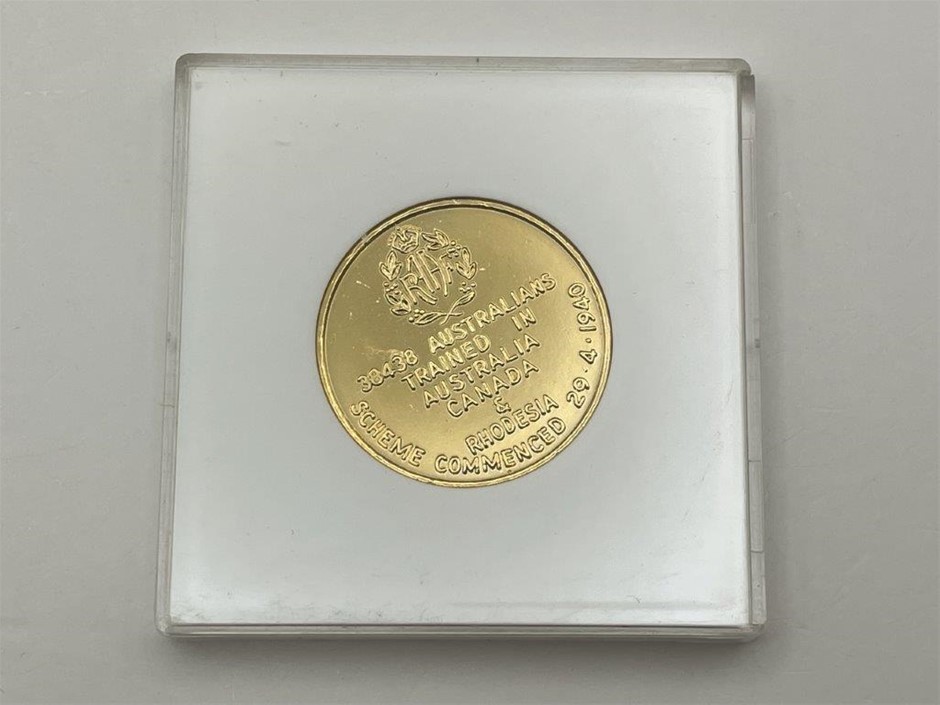 RAAF
38438 AUSTRALIANS
TRAINED IN
AUSTRALIA
CANADA
&
RHODESIA
SCHEME COMMENCED 29·4·1940